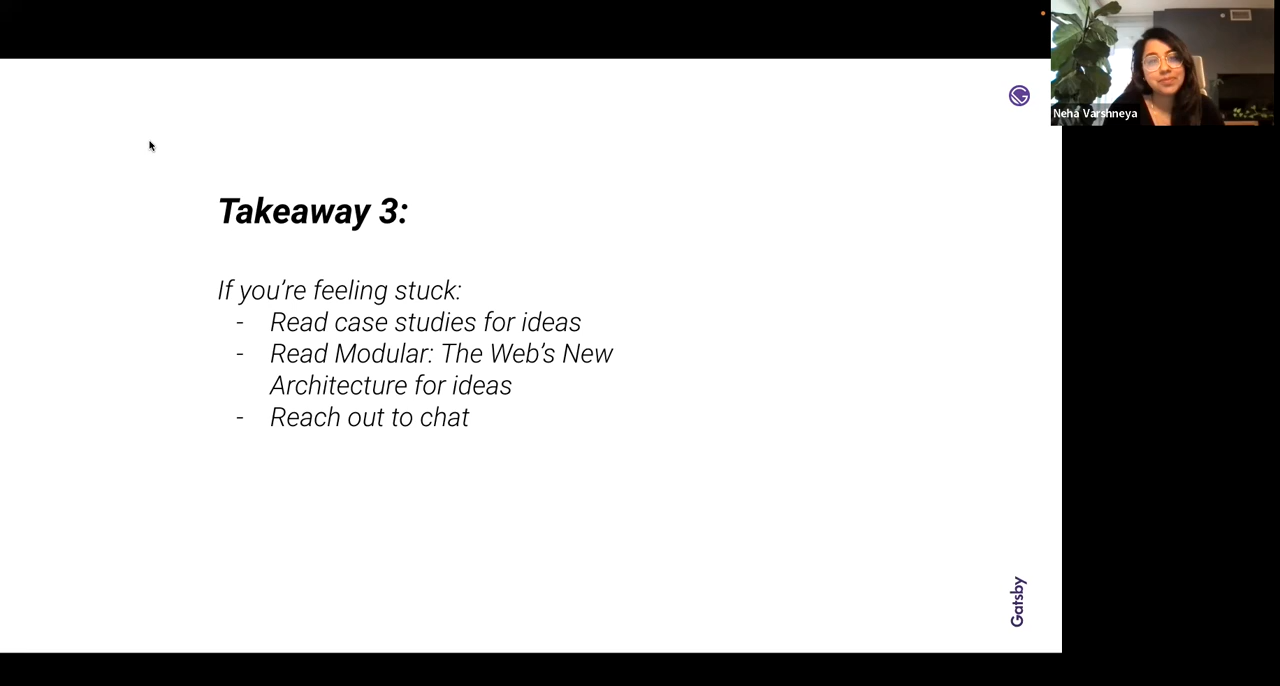 Neha Varshneya
Takeaway 3:
If you’re feeling stuck:
- Read case studies for ideas
- Read Modular: The Web’s New
Architecture for ideas
- Reach out to chat
Gatsby